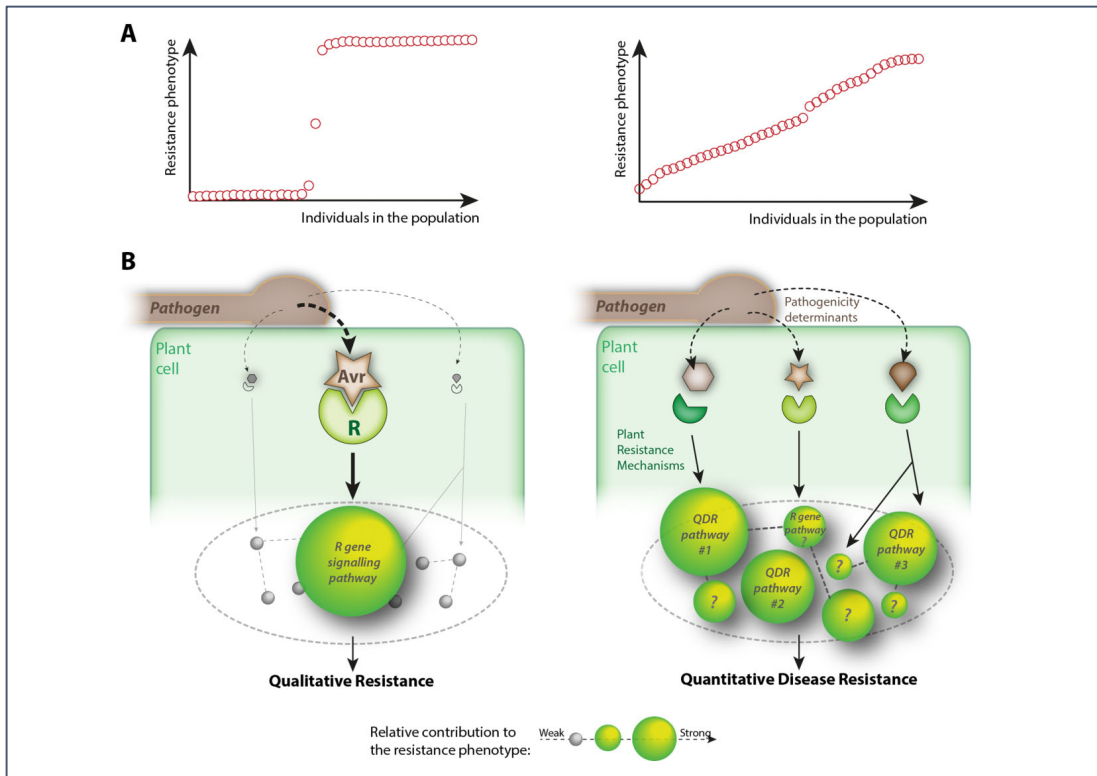 A
Resistance phenotype
Individuals in the population
Resistance phenotype
Individuals in the population
B
Pathogen
Plant
cell
Avr
R
R gene
signalling
pathway
Qualitative Resistance
Pathogen
Pathogenicity
determinants
Plant
cell
Plant
Resistance
Mechanisms
QDR
pathway
#1
R gene
pathway
?
QDR
pathway
#2
?
QDR
pathway
#3
?
?
?
Quantitative Disease Resistance
Relative contribution to
the resistance phenotype:
Weak
Strong